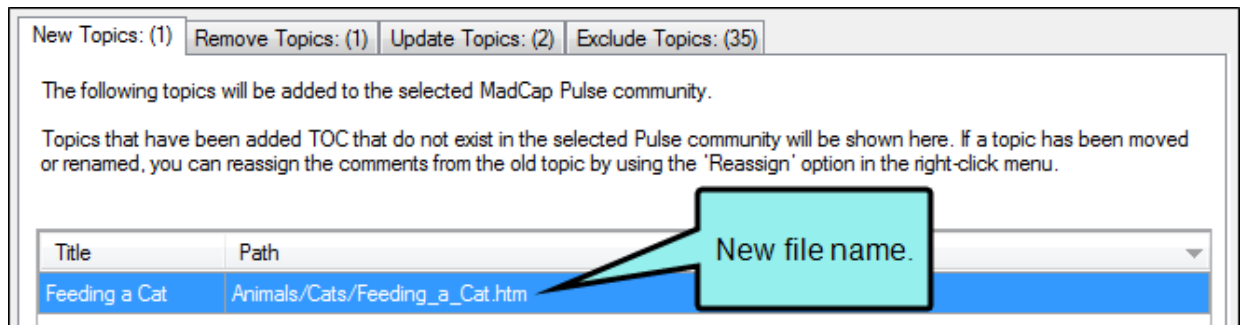 New Topics: (1) Remove Topics: (1) Update Topics: (2) Exclude Topics: (35)
The following topics will be added to the selected MadCap Pulse community.
Topics that have been added TOC that do not exist in the selected Pulse community will be shown here. If a topic has been moved
or renamed, you can reassign the comments from the old topic by using the 'Reassign' option in the right-click menu.
New file name.
Title Path
Feeding a Cat Animals/Cats/Feeding_a_Cat.htm